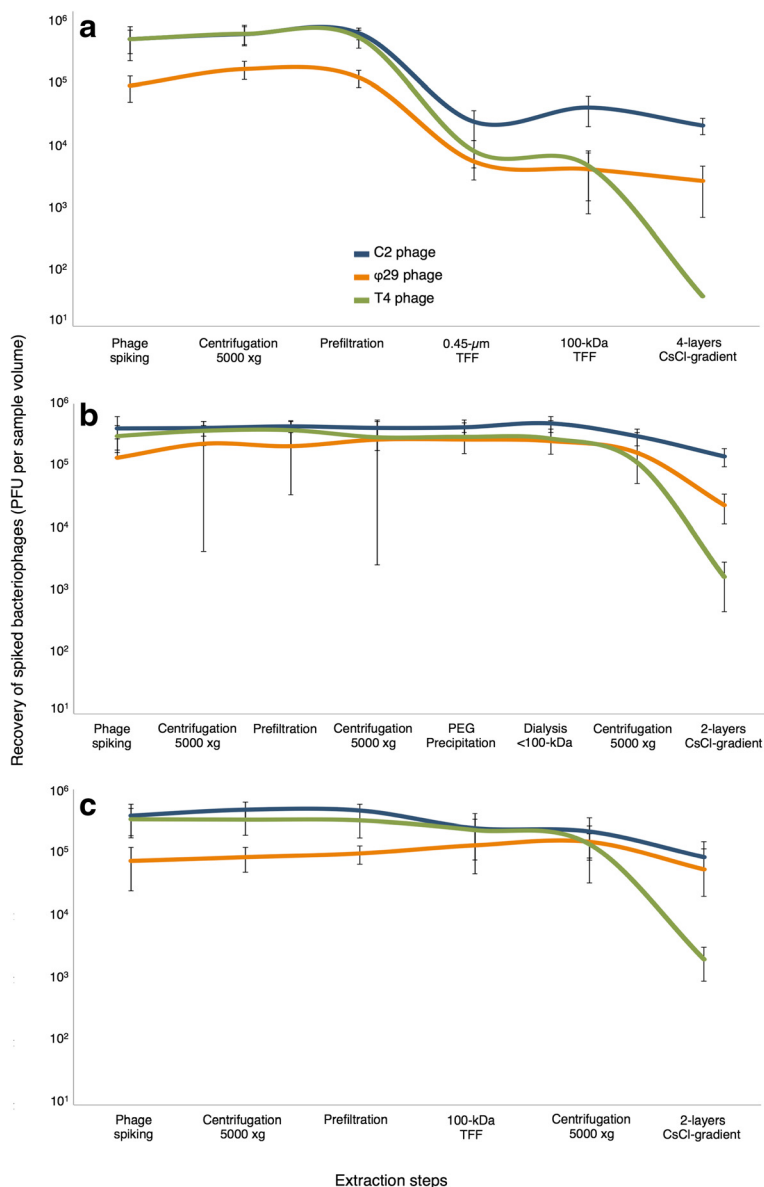 Recovery of spiked bacteriophages (PFU per sample volume)
a
10⁶
10⁵
10⁴
10³
10²
10¹
C2 phage
φ29 phage
T4 phage
Phage spiking
Centrifugation 5000 xg
Prefiltration
0.45-µm TFF
100-kDa TFF
4-layers CsCl-gradient
b
10⁶
10⁵
10⁴
10³
10²
10¹
Phage spiking
Centrifugation 5000 xg
Prefiltration
Centrifugation 5000 xg
PEG Precipitation
Dialysis <100-kDa
Centrifugation 5000 xg
2-layers CsCl-gradient
c
10⁶
10⁵
10⁴
10³
10²
10¹
Phage spiking
Centrifugation 5000 xg
Prefiltration
100-kDa TFF
Centrifugation 5000 xg
2-layers CsCl-gradient
Extraction steps